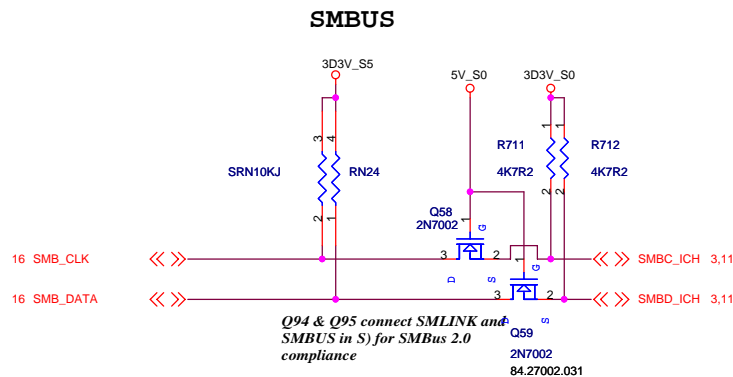 SMBUS
3D3V_S5
5V_S0
3D3V_S0
3
4
1
1
R711
R712
SRN10KJ
RN24
4K7R2
4K7R2
2
1
2
2
Q58
2N7002
1
G
16 SMB_CLK
3
2
SMBC_ICH 3,11
D
S
1
G
16 SMB_DATA
3
2
SMBD_ICH 3,11
Q94 & Q95 connect SMLINK and
SMBUS in S) for SMBus 2.0
compliance
D
S
Q59
2N7002
84.27002.031